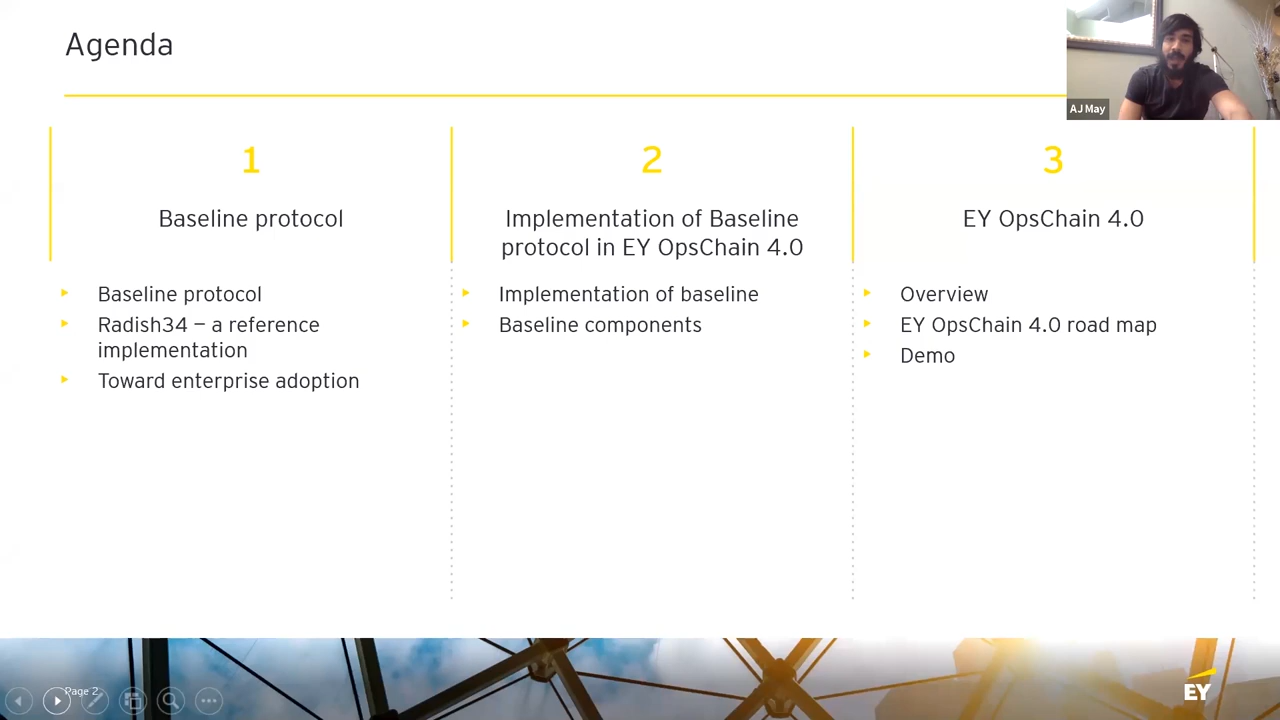 Agenda
AJ May
1
Baseline protocol
▸ Baseline protocol
▸ Radish34 – a reference
implementation
▸ Toward enterprise adoption
2
Implementation of Baseline
protocol in EY OpsChain 4.0
▸ Implementation of baseline
▸ Baseline components
3
EY OpsChain 4.0
▸ Overview
▸ EY OpsChain 4.0 road map
▸ Demo
Page 2
EY